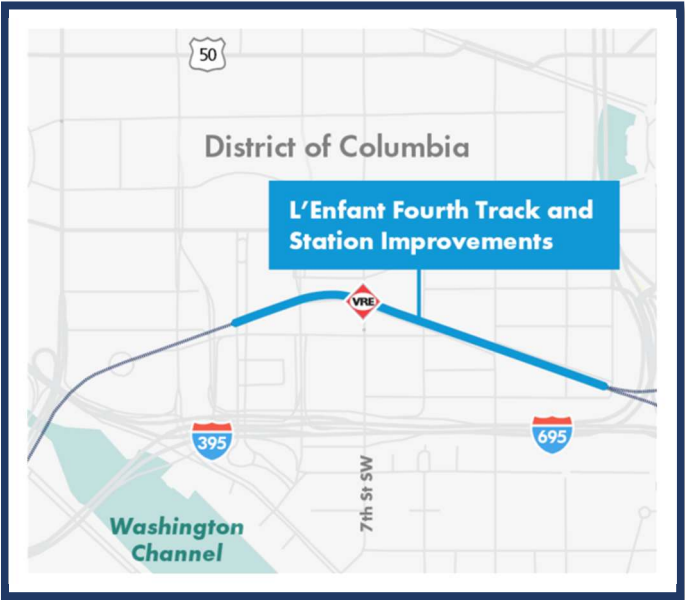 50
District of Columbia
L’Enfant Fourth Track and
Station Improvements
VRE
395
695
7th St SW
Washington
Channel